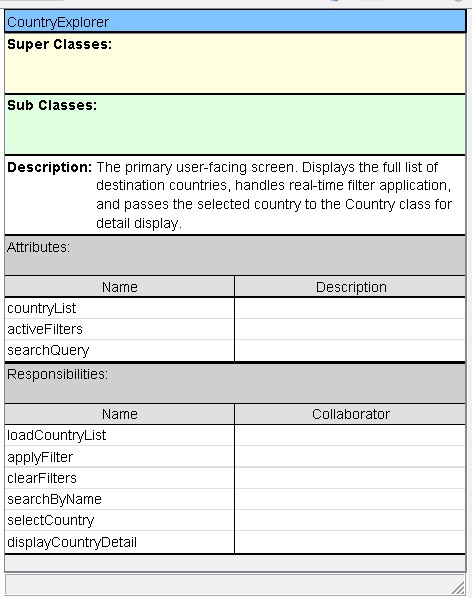 CountryExplorer
Super Classes:
Sub Classes:
Description: The primary user-facing screen. Displays the full list of
destination countries, handles real-time filter application,
and passes the selected country to the Country class for
detail display.
Attributes:
Name Description
countryList
activeFilters
searchQuery
Responsibilities:
Name Collaborator
loadCountryList
applyFilter
clearFilters
searchByName
selectCountry
displayCountryDetail